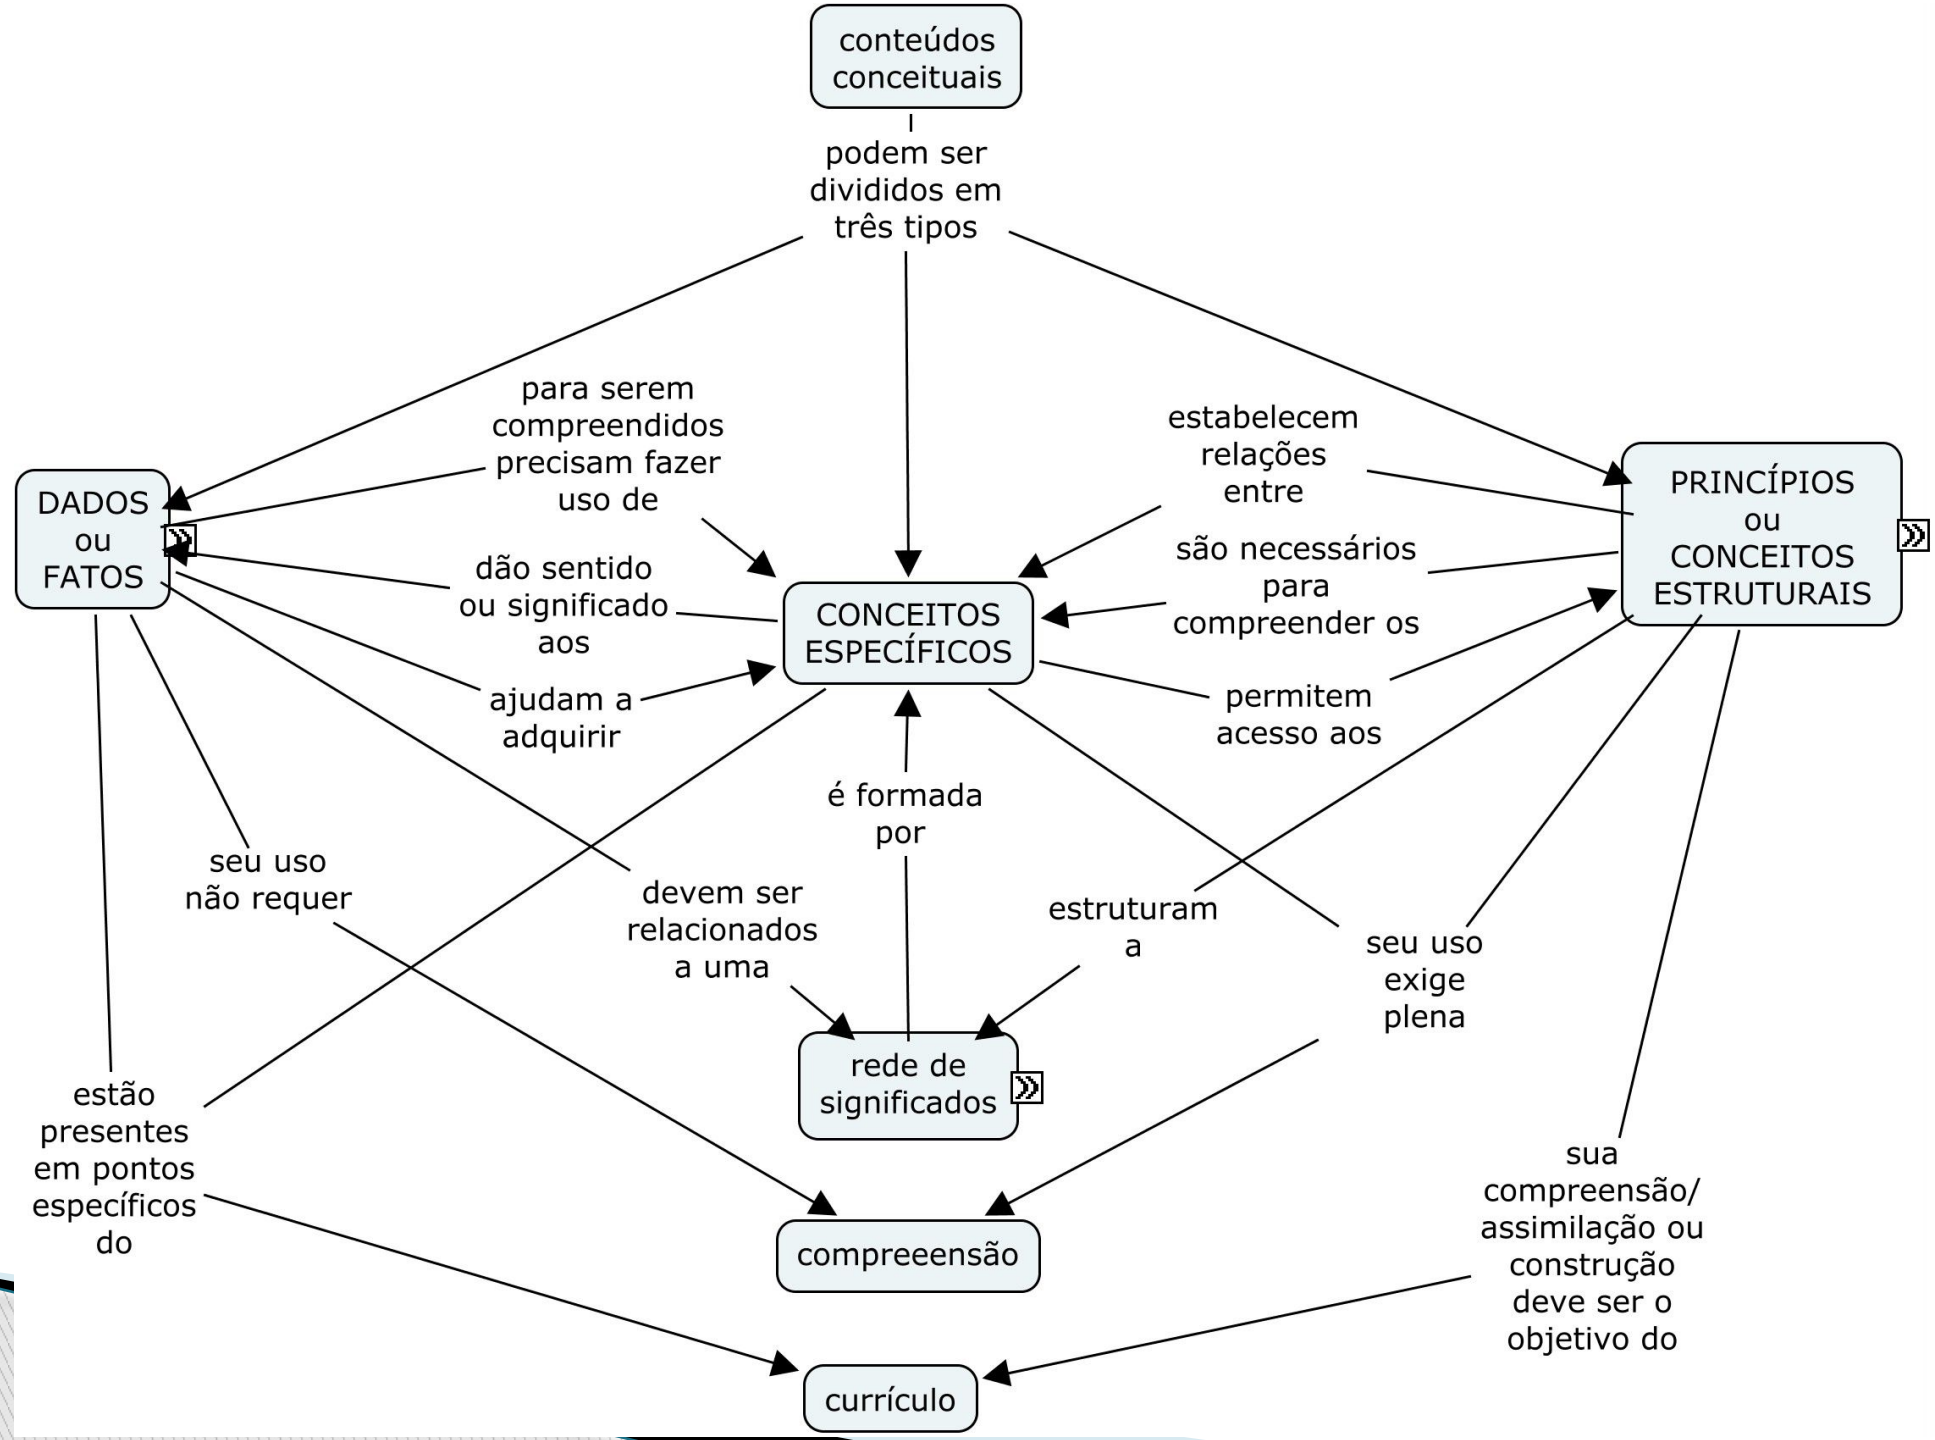 conteúdos
conceituais
podem ser
divididos em
três tipos
para serem
compreendidos
precisam fazer
uso de
estabelecem
relações
entre
DADOS
ou
FATOS
PRINCÍPIOS
ou
CONCEITOS
ESTRUTURAIS
dão sentido
ou significado
aos
são necessários
para
compreender os
CONCEITOS
ESPECÍFICOS
ajudam a
adquirir
permitem
acesso aos
é formada
por
seu uso
não requer
devem ser
relacionados
a uma
estruturam
a
seu uso
exige
plena
rede de
significados
estão
presentes
em pontos
específicos
do
sua
compreensão/
assimilação ou
construção
deve ser o
objetivo do
compreeensão
currículo